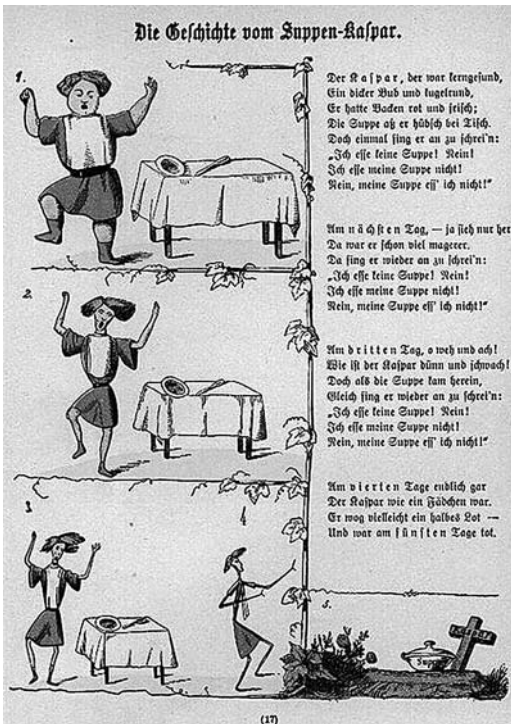 Die Geschichte vom Suppen-Kaspar.
1.
Der Kaspar, der war kerngesund,
Ein dicker Bub und kugelrund,
Er hatte Backen rot und frisch;
Die Suppe aß er hübsch bei Tisch.
Doch einmal fing er an zu schrei'n:
„Ich esse keine Suppe! Nein!
Ich esse meine Suppe nicht!
Nein, meine Suppe ess' ich nicht!“
2.
Am nächsten Tag, — ja sieh nur her
Da war er schon viel magerer.
Da fing er wieder an zu schrei'n:
„Ich esse keine Suppe! Nein!
Ich esse meine Suppe nicht!
Nein, meine Suppe ess' ich nicht!“
3
Am dritten Tag, o weh und ach!
Wie ist der Kaspar dünn und schwach!
Doch als die Suppe kam herein,
Gleich fing er wieder an zu schrei'n:
„Ich esse keine Suppe! Nein!
Ich esse meine Suppe nicht!
Nein, meine Suppe ess' ich nicht!“
4
Am vierten Tage endlich gar
Der Kaspar wie ein Fädchen war.
Er wog vielleicht ein halbes Lot —
Und war am fünften Tage tot.
5.
Kaspar
Suppe
(17)